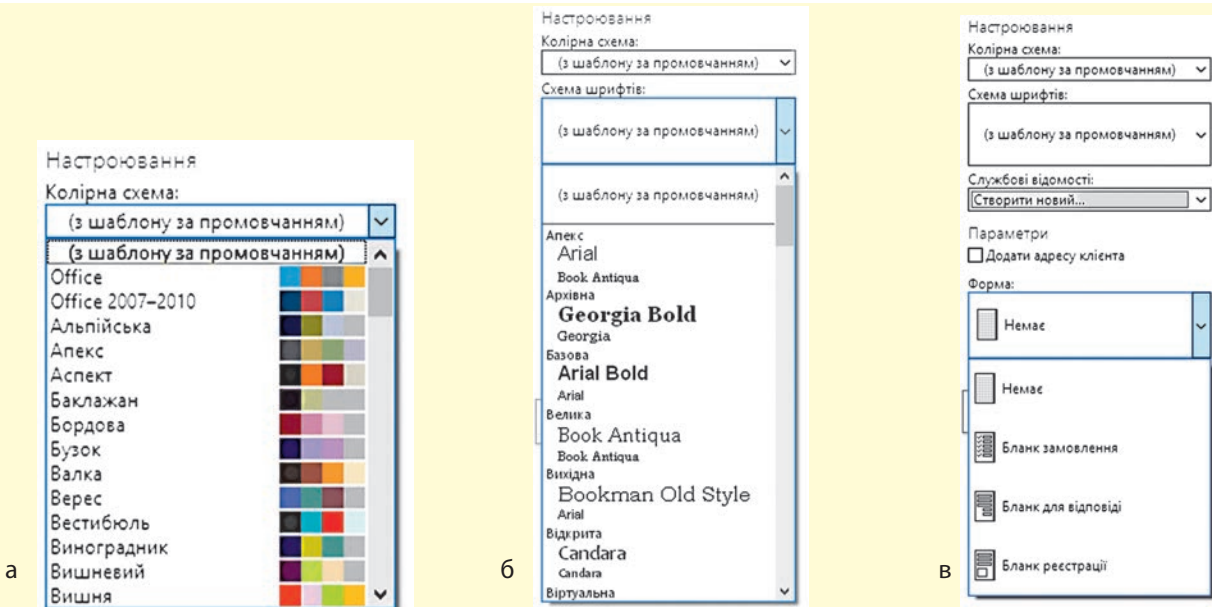 Настроювання
Колірна схема:
(з шаблону за промовчанням)
(з шаблону за промовчанням)
Office
Office 2007–2010
Альпійська
Апекс
Аспект
Баклажан
Бордова
Бузок
Валка
Верес
Вестибюль
Виноградник
Вишневий
Вишня
а
Настроювання
Колірна схема:
(з шаблону за промовчанням)
Схема шрифтів:
(з шаблону за промовчанням)
(з шаблону за промовчанням)
Апекс
Arial
Book Antiqua
Архівна
Georgia Bold
Georgia
Базова
Arial Bold
Arial
Велика
Book Antiqua
Book Antiqua
Вихідна
Bookman Old Style
Arial
Відкрита
Candara
Candara
Віртуальна
б
Настроювання
Колірна схема:
(з шаблону за промовчанням)
Схема шрифтів:
(з шаблону за промовчанням)
Службові відомості:
Створити новий...
Параметри
Додати адресу клієнта
Форма:
Немає
Немає
Бланк замовлення
Бланк для відповіді
Бланк реєстрації
в